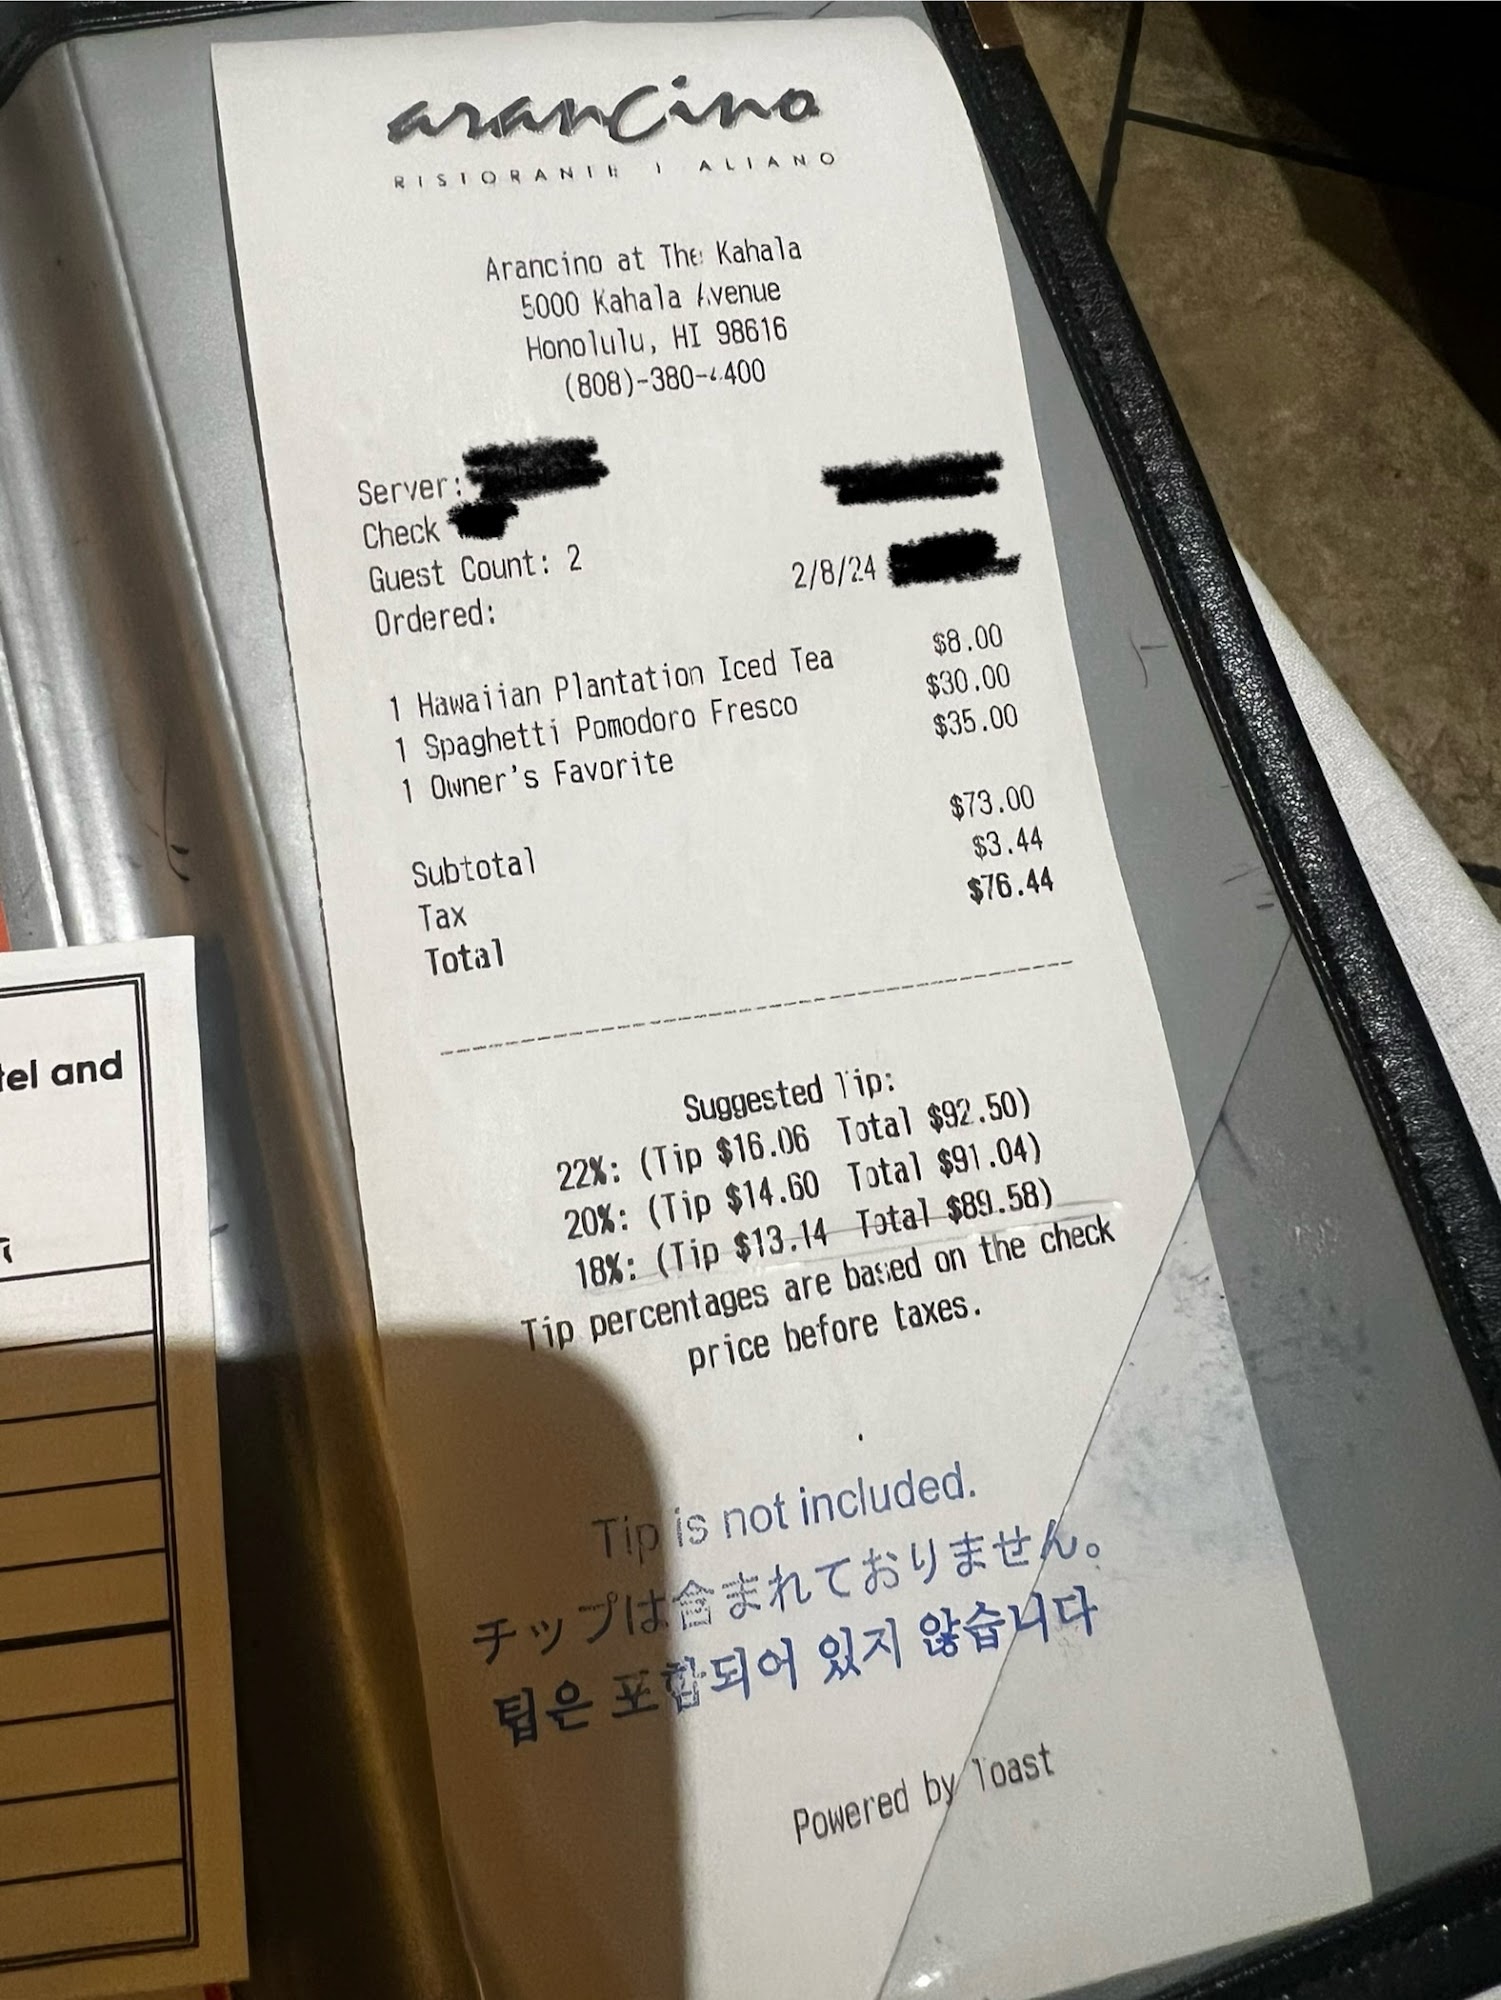 arancino
RISTORANTE ITALIANO
Arancino at The Kahala
5000 Kahala Avenue
Honolulu, HI 98616
(808)-380-4400
Server:
Check
Guest Count: 2
Ordered: 2/8/24
1 Hawaiian Plantation Iced Tea $8.00
1 Spaghetti Pomodoro Fresco $30.00
1 Owner's Favorite $35.00
Subtotal $73.00
Tax $3.44
Total $76.44
Suggested Tip:
22%: (Tip $16.06 Total $92.50)
20%: (Tip $14.60 Total $91.04)
18%: (Tip $13.14 Total $89.58)
Tip percentages are based on the check
price before taxes.
Tip is not included.
チップは含まれておりません。
팁은 포함되어 있지 않습니다
Powered by Toast
and